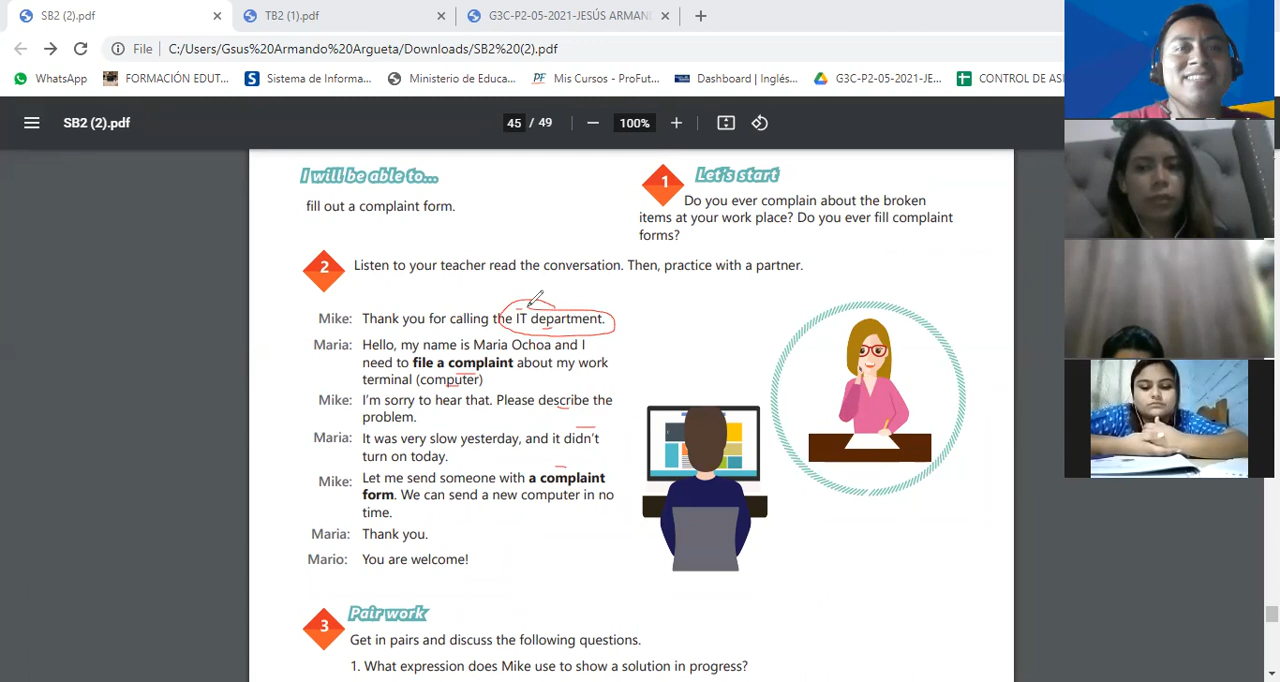 SB2 (2).pdf
TB2 (1).pdf
G3C-P2-05-2021-JESÚS ARMAND
File
C:/Users/Gsus%20Armando%20Argueta/Downloads/SB2%20(2).pdf
WhatsApp
FORMACIÓN EDUT...
Sistema de Informa...
Ministerio de Educa...
PF Mis Cursos - ProFut...
Dashboard | Inglés...
G3C-P2-05-2021-JE...
CONTROL DE AS
SB2 (2).pdf
45 / 49
100%
I will be able to...
fill out a complaint form.
1
Let's start
Do you ever complain about the broken
items at your work place? Do you ever fill complaint
forms?
2
Listen to your teacher read the conversation. Then, practice with a partner.
Mike: Thank you for calling the IT department.
Maria: Hello, my name is Maria Ochoa and I
need to file a complaint about my work
terminal (computer)
Mike: I'm sorry to hear that. Please describe the
problem.
Maria: It was very slow yesterday, and it didn't
turn on today.
Mike: Let me send someone with a complaint
form. We can send a new computer in no
time.
Maria: Thank you.
Mario: You are welcome!
3
Pair work
Get in pairs and discuss the following questions.
1. What expression does Mike use to show a solution in progress?